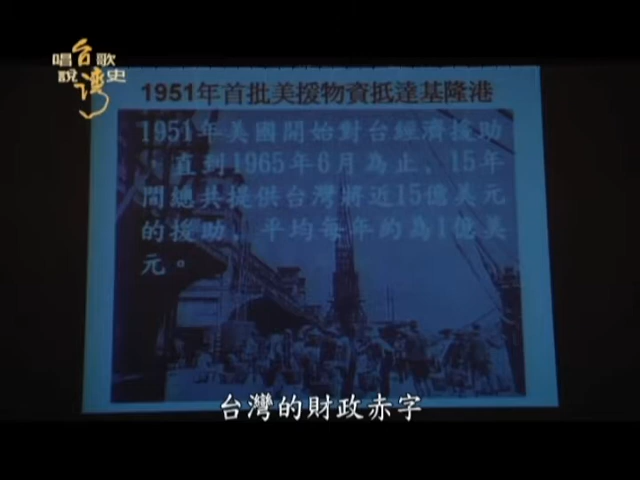 唱台灣歌
說台灣史
1951年首批美援物資抵達基隆港
1951年美國開始對台經濟援助
,直到1965年6月為止、15年
間總共提供台灣將近15億美元
的援助、平均每年約為1億美
元。
台灣的財政赤字